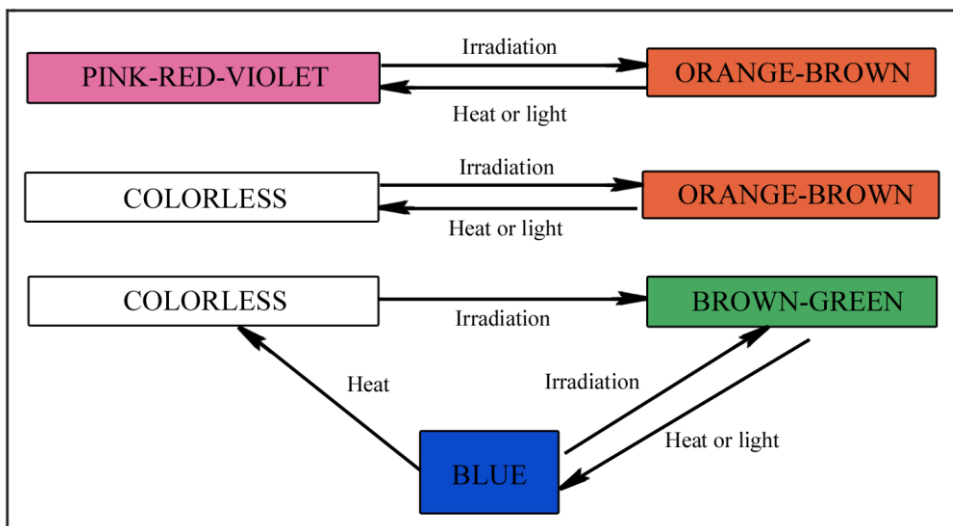 Irradiation
PINK-RED-VIOLET
ORANGE-BROWN
Heat or light
Irradiation
COLORLESS
ORANGE-BROWN
Heat or light
COLORLESS
BROWN-GREEN
Irradiation
Heat
Irradiation
Heat or light
BLUE